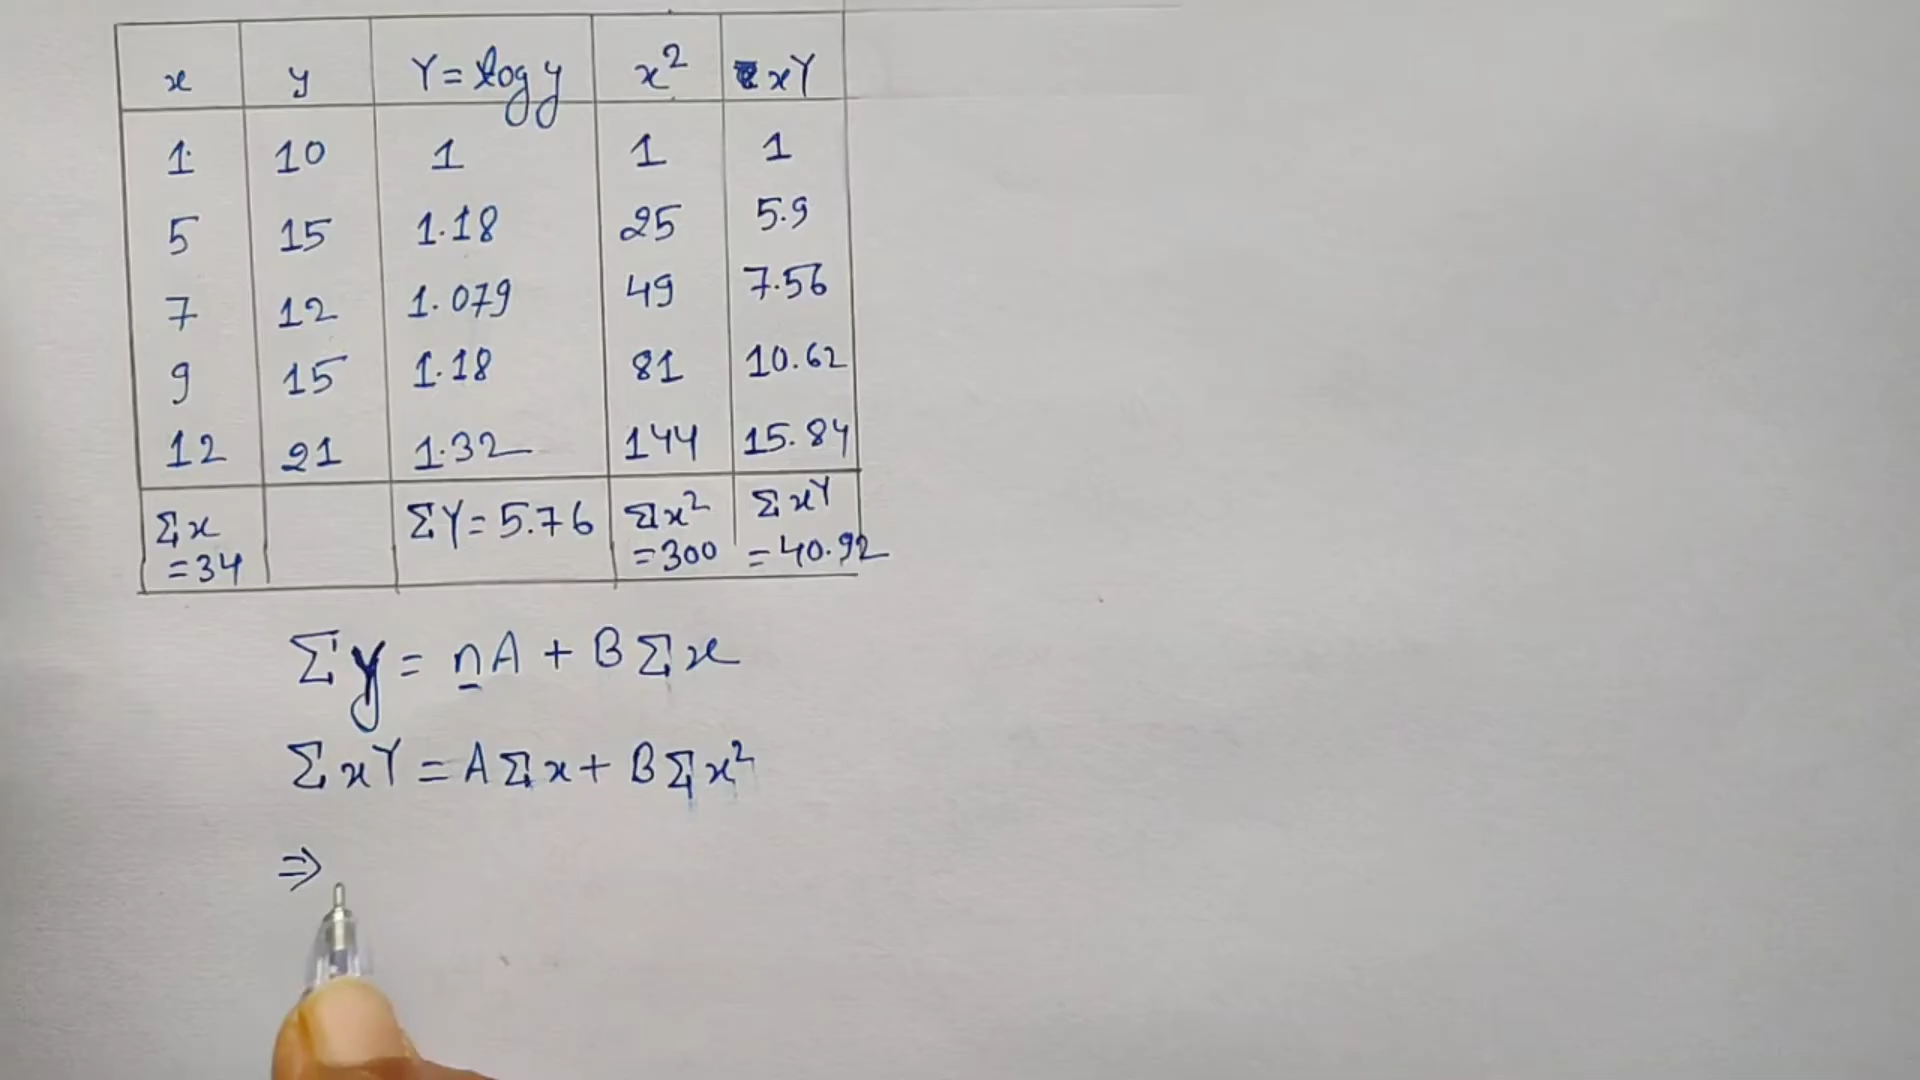 x y Y = log y x² xY
1 10 1 1 1
5 15 1.18 25 5.9
7 12 1.079 49 7.56
9 15 1.18 81 10.62
12 21 1.32 144 15.84
Σx = 34 ΣY = 5.76 Σx² = 300 ΣxY = 40.92
Σy = nA + BΣx
ΣxY = AΣx + BΣx²
⇒